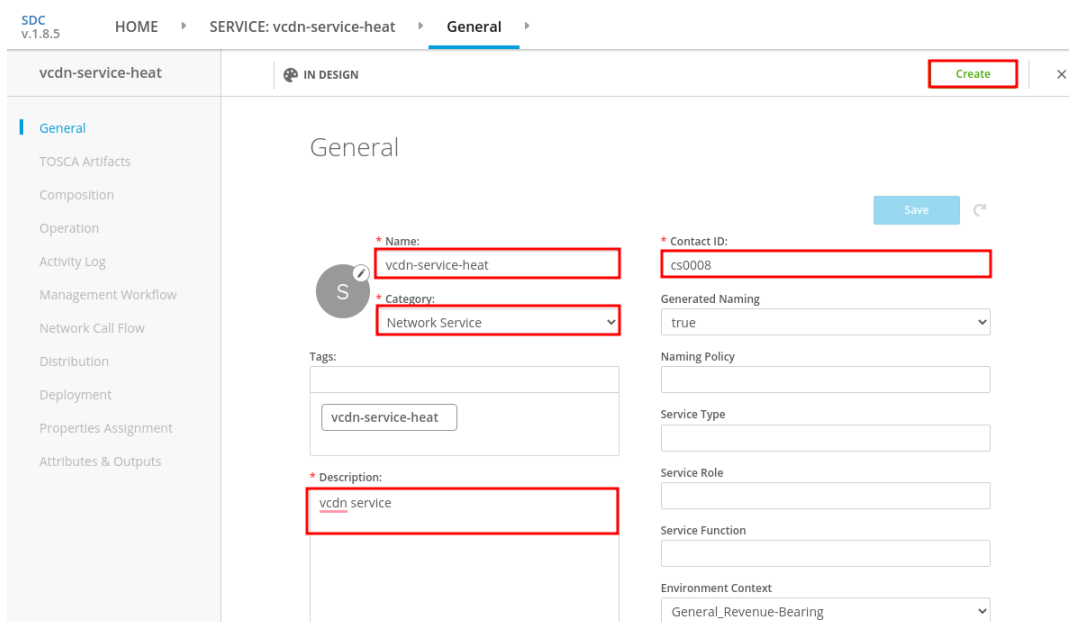 SDC
v.1.8.5
HOME
SERVICE: vcdn-service-heat
General
vcdn-service-heat
IN DESIGN
Create
General
TOSCA Artifacts
Composition
Operation
Activity Log
Management Workflow
Network Call Flow
Distribution
Deployment
Properties Assignment
Attributes & Outputs
General
Save
S
* Name:
vcdn-service-heat
* Category:
Network Service
Tags:
vcdn-service-heat
* Description:
vcdn service
* Contact ID:
cs0008
Generated Naming
true
Naming Policy
Service Type
Service Role
Service Function
Environment Context
General_Revenue-Bearing